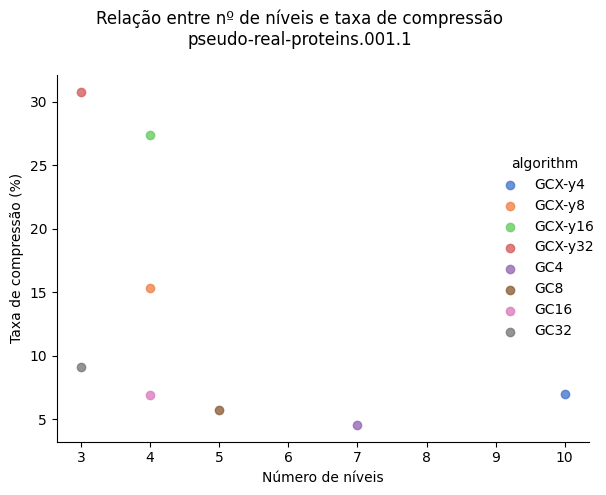 Relação entre nº de níveis e taxa de compressão
pseudo-real-proteins.001.1
Taxa de compressão (%)
30
25
20
15
10
5
3 4 5 6 7 8 9 10
Número de níveis
algorithm
GCX-y4
GCX-y8
GCX-y16
GCX-y32
GC4
GC8
GC16
GC32